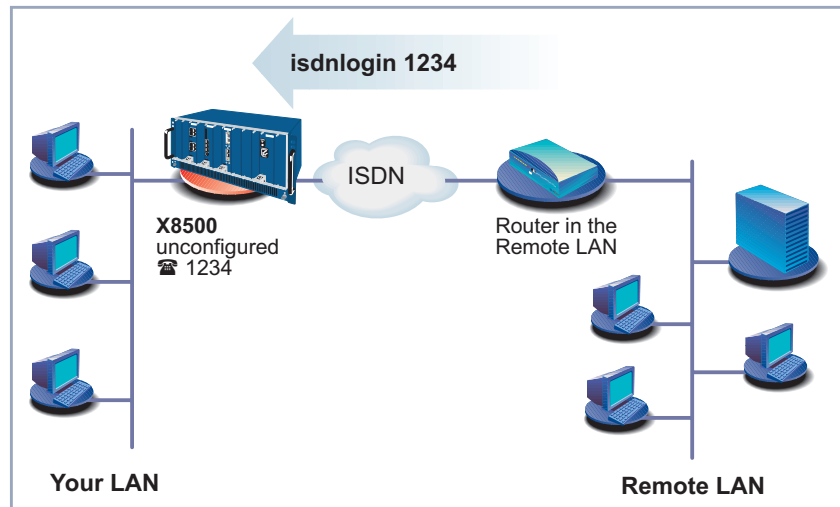 isdnlogin 1234
ISDN
X8500
unconfigured
☎ 1234
Router in the
Remote LAN
Your LAN
Remote LAN